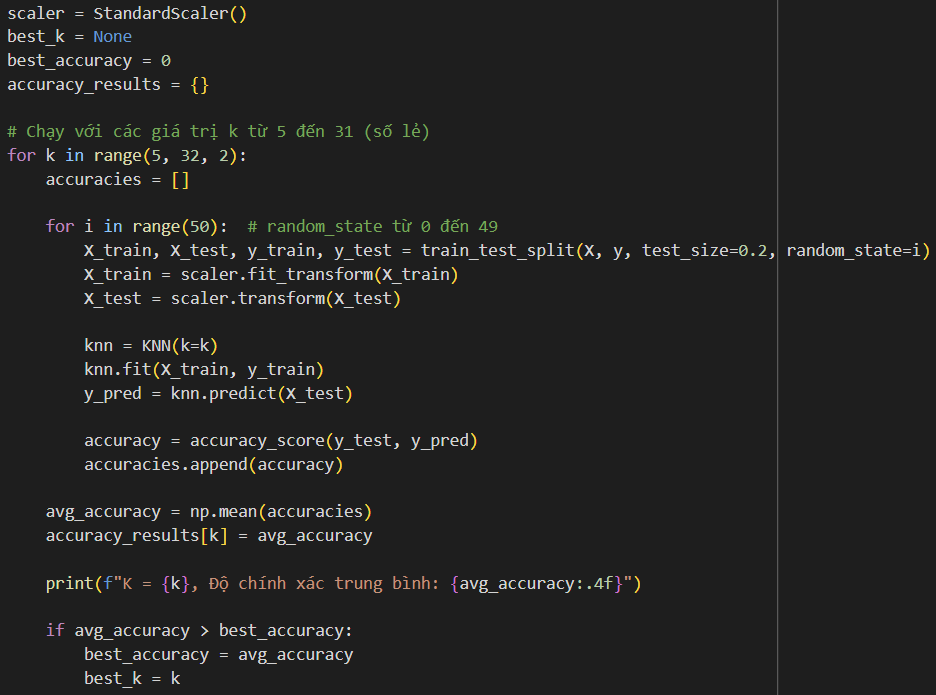 scaler = StandardScaler()
best_k = None
best_accuracy = 0
accuracy_results = {}

# Chạy với các giá trị k từ 5 đến 31 (số lẻ)
for k in range(5, 32, 2):
    accuracies = []

    for i in range(50):  # random_state từ 0 đến 49
        X_train, X_test, y_train, y_test = train_test_split(X, y, test_size=0.2, random_state=i)
        X_train = scaler.fit_transform(X_train)
        X_test = scaler.transform(X_test)

        knn = KNN(k=k)
        knn.fit(X_train, y_train)
        y_pred = knn.predict(X_test)

        accuracy = accuracy_score(y_test, y_pred)
        accuracies.append(accuracy)

    avg_accuracy = np.mean(accuracies)
    accuracy_results[k] = avg_accuracy

    print(f"K = {k}, Độ chính xác trung bình: {avg_accuracy:.4f}")

    if avg_accuracy > best_accuracy:
        best_accuracy = avg_accuracy
        best_k = k